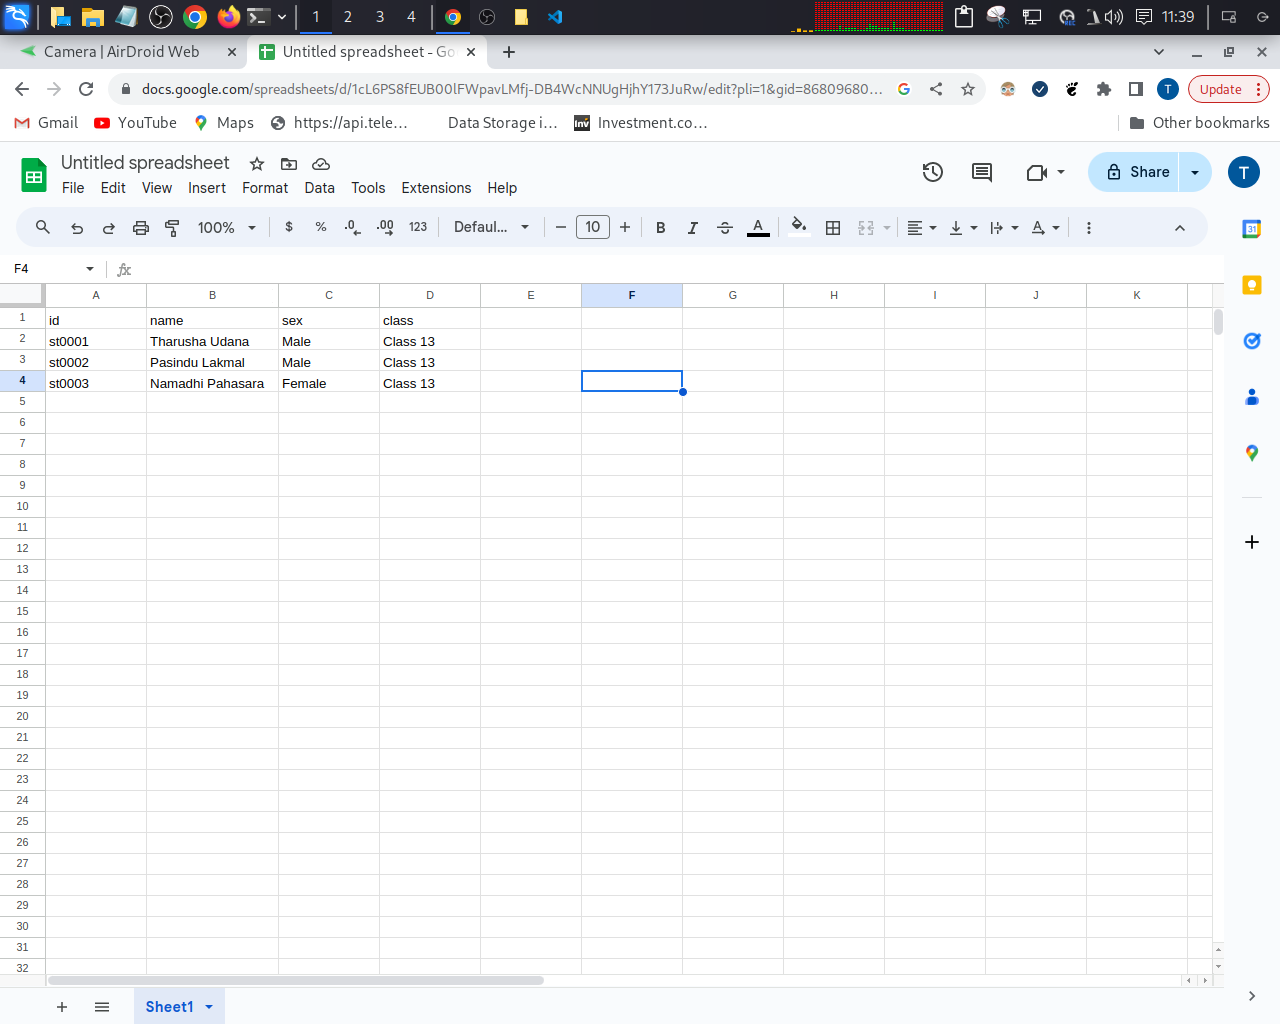 1 2 3 4 11:39
Camera | AirDroid Web Untitled spreadsheet - Go
docs.google.com/spreadsheets/d/1cL6PS8fEUB00lFWpavLMfj-DB4WcNNUgHjhY173JuRw/edit?pli=1&gid=86809680... T Update
Gmail YouTube Maps https://api.tele... Data Storage i... Inv Investment.co... Other bookmarks
Untitled spreadsheet
File Edit View Insert Format Data Tools Extensions Help Share T
100% $ % .0 .00 123 Defaul... 10 B I S A A 31
F4 fx
A B C D E F G H I J K
1 id name sex class
2 st0001 Tharusha Udana Male Class 13
3 st0002 Pasindu Lakmal Male Class 13
4 st0003 Namadhi Pahasara Female Class 13
5
6
7
8
9
10
11
12
13
14
15
16
17
18
19
20
21
22
23
24
25
26
27
28
29
30
31
32
Sheet1